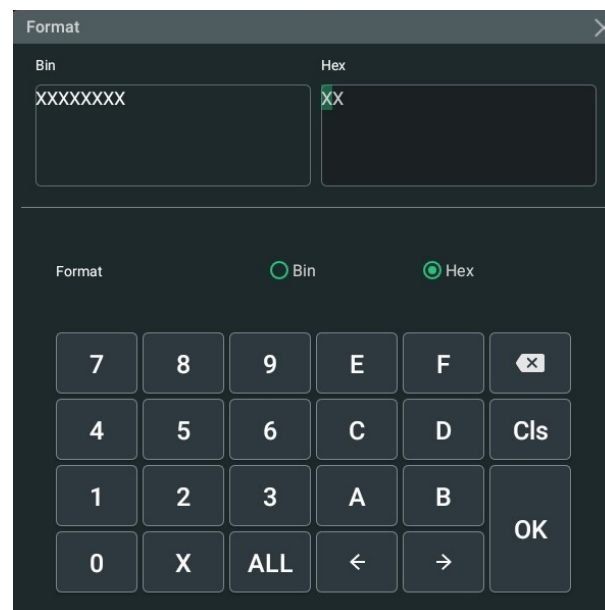 Format
Bin Hex
XXXXXXXX XX
Format Bin Hex
7 8 9 E F
4 5 6 C D Cls
1 2 3 A B
OK
0 X ALL ← →